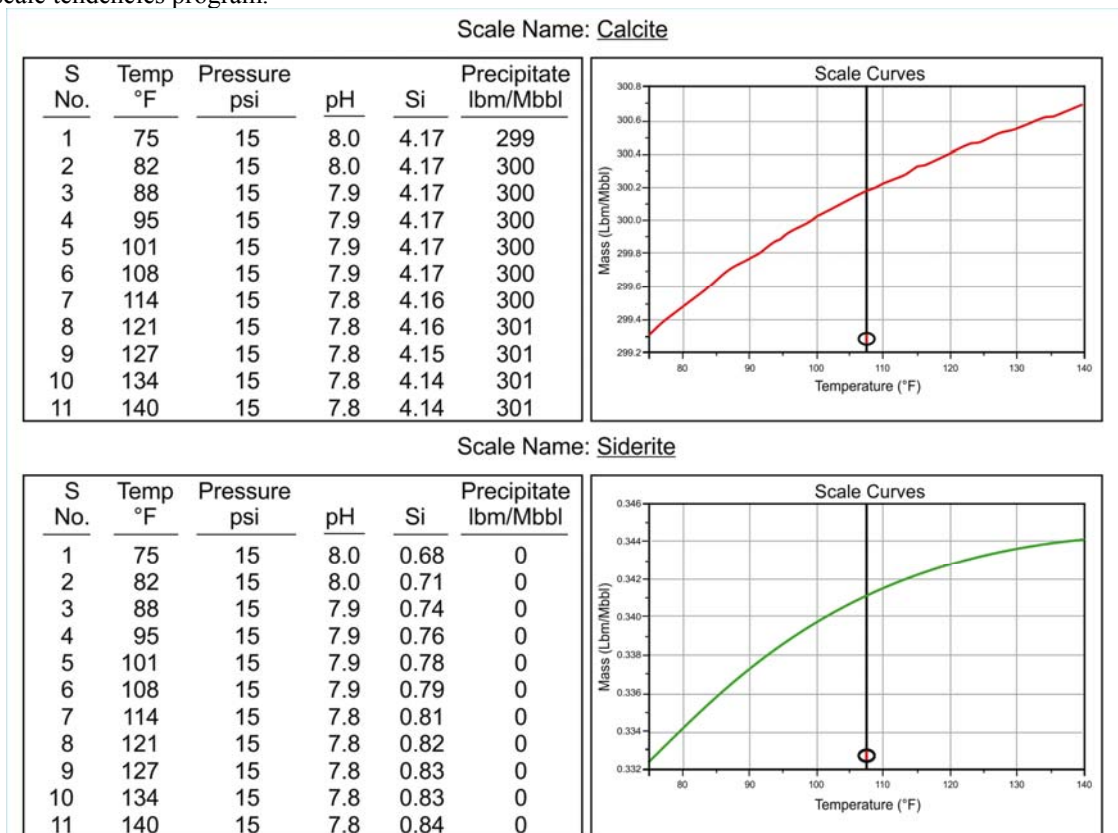 scale tendencies program.
Scale Name: Calcite
S No. Temp °F Pressure psi pH Si Precipitate lbm/Mbbl
1 75 15 8.0 4.17 299
2 82 15 8.0 4.17 300
3 88 15 7.9 4.17 300
4 95 15 7.9 4.17 300
5 101 15 7.9 4.17 300
6 108 15 7.9 4.17 300
7 114 15 7.8 4.16 300
8 121 15 7.8 4.16 301
9 127 15 7.8 4.15 301
10 134 15 7.8 4.14 301
11 140 15 7.8 4.14 301
Scale Curves
Mass (Lbm/Mbbl)
300.8
300.6
300.4
300.2
300.0
299.8
299.6
299.4
299.2
80 90 100 110 120 130 140
Temperature (°F)
Scale Name: Siderite
S No. Temp °F Pressure psi pH Si Precipitate lbm/Mbbl
1 75 15 8.0 0.68 0
2 82 15 8.0 0.71 0
3 88 15 7.9 0.74 0
4 95 15 7.9 0.76 0
5 101 15 7.9 0.78 0
6 108 15 7.9 0.79 0
7 114 15 7.8 0.81 0
8 121 15 7.8 0.82 0
9 127 15 7.8 0.83 0
10 134 15 7.8 0.83 0
11 140 15 7.8 0.84 0
Scale Curves
Mass (Lbm/Mbbl)
0.346
0.344
0.342
0.340
0.338
0.336
0.334
0.332
80 90 100 110 120 130 140
Temperature (°F)